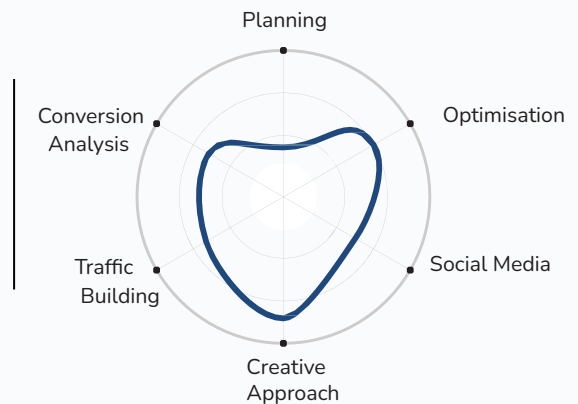 Planning
Optimisation
Conversion
Analysis
Social Media
Traffic
Building
Creative
Approach